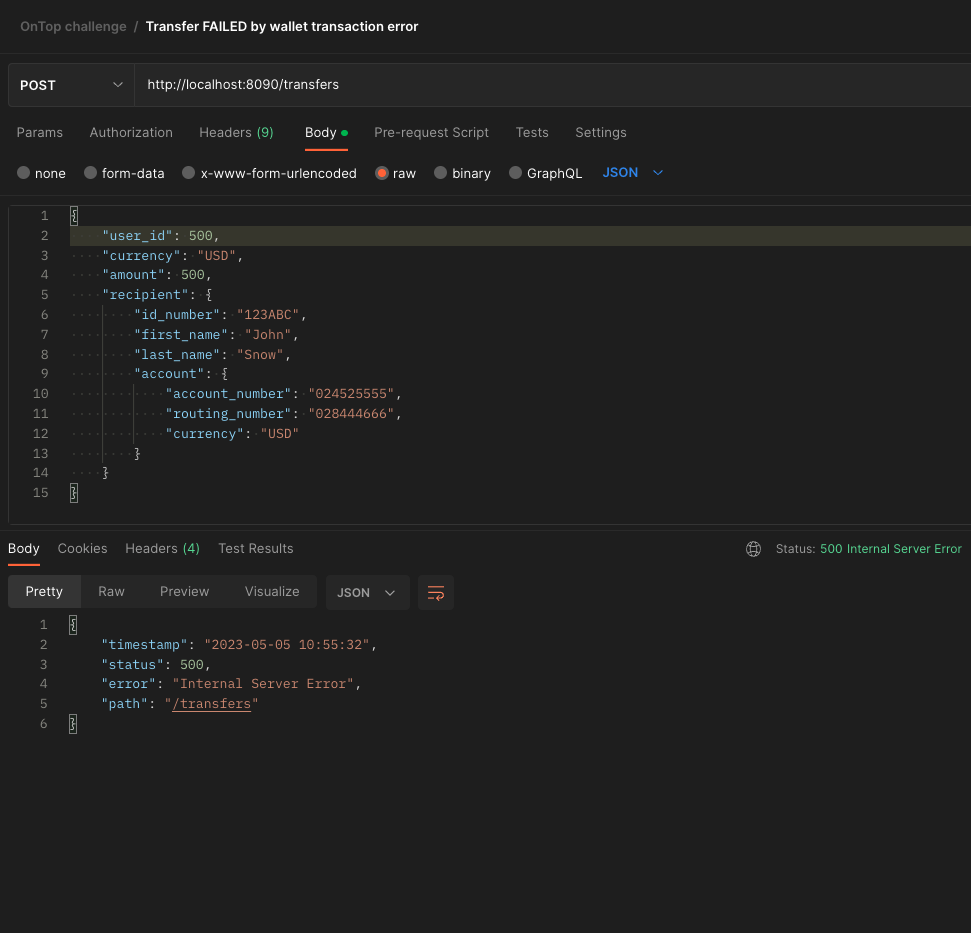 OnTop challenge / Transfer FAILED by wallet transaction error
POST http://localhost:8090/transfers
Params Authorization Headers (9) Body Pre-request Script Tests Settings
none form-data x-www-form-urlencoded raw binary GraphQL JSON
1 {
2 "user_id": 500,
3 "currency": "USD",
4 "amount": 500,
5 "recipient": {
6 "id_number": "123ABC",
7 "first_name": "John",
8 "last_name": "Snow",
9 "account": {
10 "account_number": "024525555",
11 "routing_number": "028444666",
12 "currency": "USD"
13 }
14 }
15 }
Body Cookies Headers (4) Test Results Status: 500 Internal Server Error
Pretty Raw Preview Visualize JSON
1 {
2 "timestamp": "2023-05-05 10:55:32",
3 "status": 500,
4 "error": "Internal Server Error",
5 "path": "/transfers"
6 }